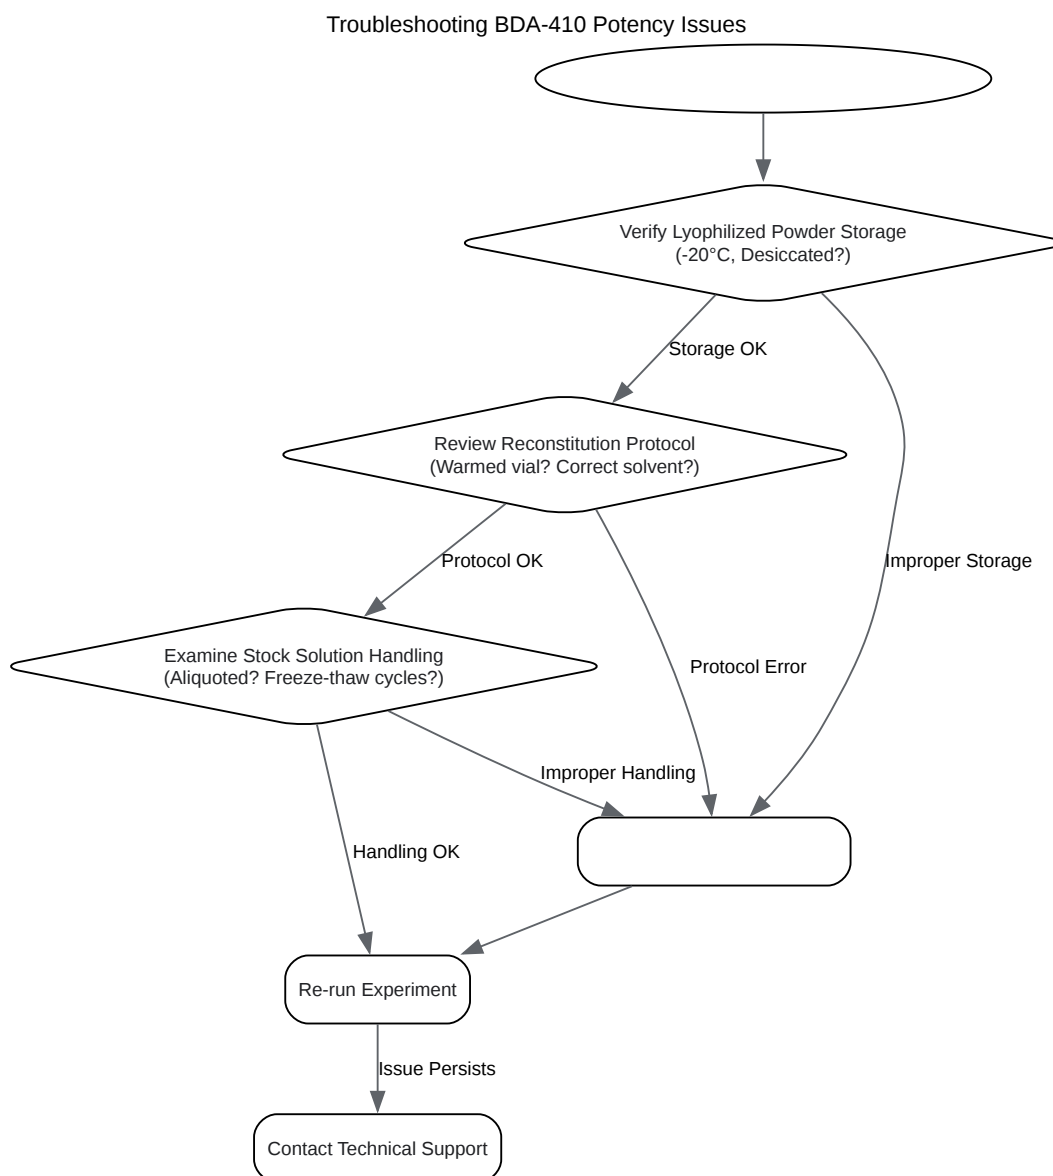 Troubleshooting BDA-410 Potency Issues
Verify Lyophilized Powder Storage
(-20°C, Desiccated?)
Storage OK
Review Reconstitution Protocol
(Warmed vial? Correct solvent?)
Protocol OK
Improper Storage
Examine Stock Solution Handling
(Aliquoted? Freeze-thaw cycles?)
Protocol Error
Improper Handling
Handling OK
Re-run Experiment
Issue Persists
Contact Technical Support